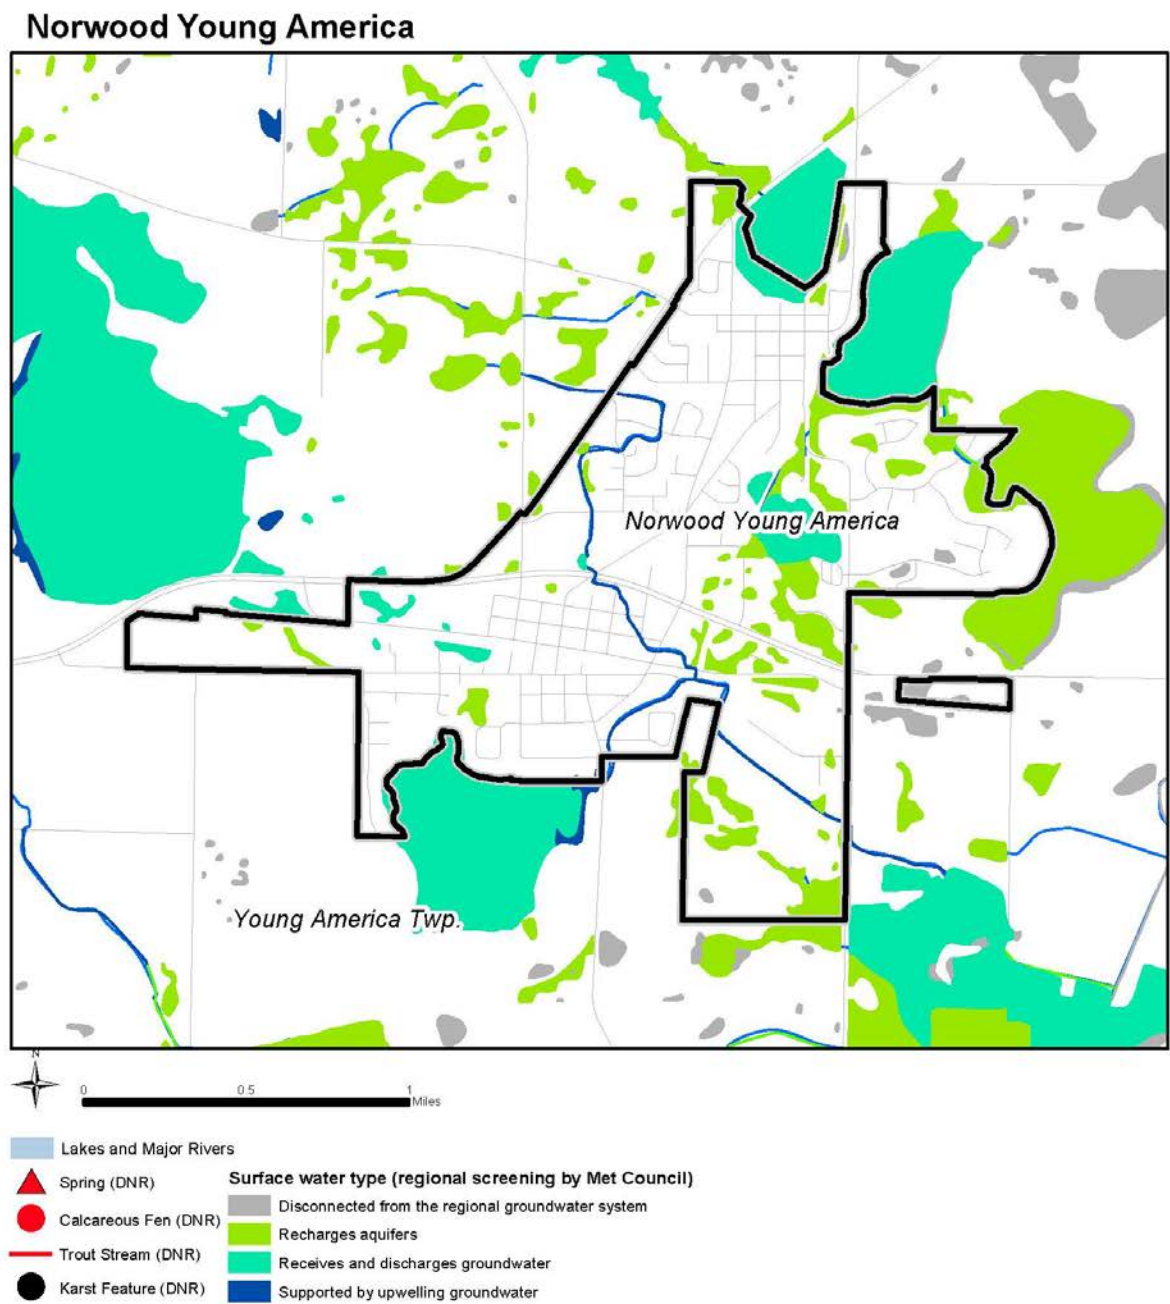 Norwood Young America
Norwood Young America
Young America Twp.
N
0 0.5 1
Miles
Lakes and Major Rivers
Spring (DNR)
Calcareous Fen (DNR)
Trout Stream (DNR)
Karst Feature (DNR)
Surface water type (regional screening by Met Council)
Disconnected from the regional groundwater system
Recharges aquifers
Receives and discharges groundwater
Supported by upwelling groundwater